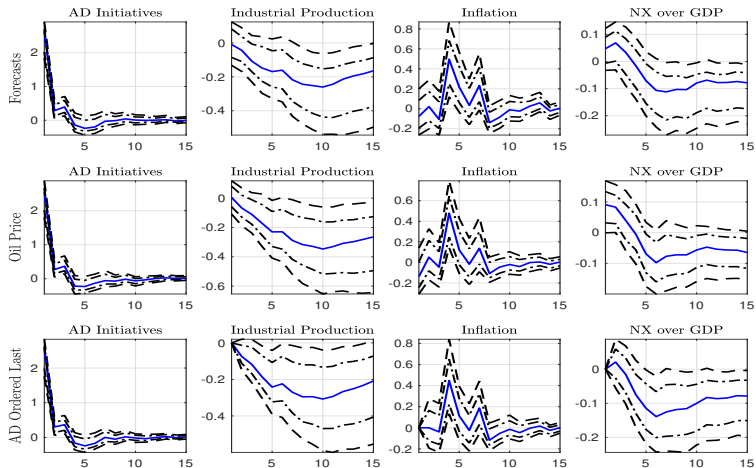 AD Initiatives
2
1
0
5 10 15
Industrial Production
0
-0.2
-0.4
5 10 15
Inflation
0.8
0.6
0.4
0.2
0
-0.2
5 10 15
NX over GDP
0.1
0
-0.1
-0.2
5 10 15
Forecasts
AD Initiatives
2
1
0
5 10 15
Industrial Production
0
-0.2
-0.4
-0.6
5 10 15
Inflation
0.6
0.4
0.2
0
-0.2
5 10 15
NX over GDP
0.1
0
-0.1
5 10 15
Oil Price
AD Initiatives
2
1
0
5 10 15
Industrial Production
0
-0.2
-0.4
5 10 15
Inflation
0.8
0.6
0.4
0.2
0
-0.2
5 10 15
NX over GDP
0
-0.1
-0.2
5 10 15
AD Ordered Last